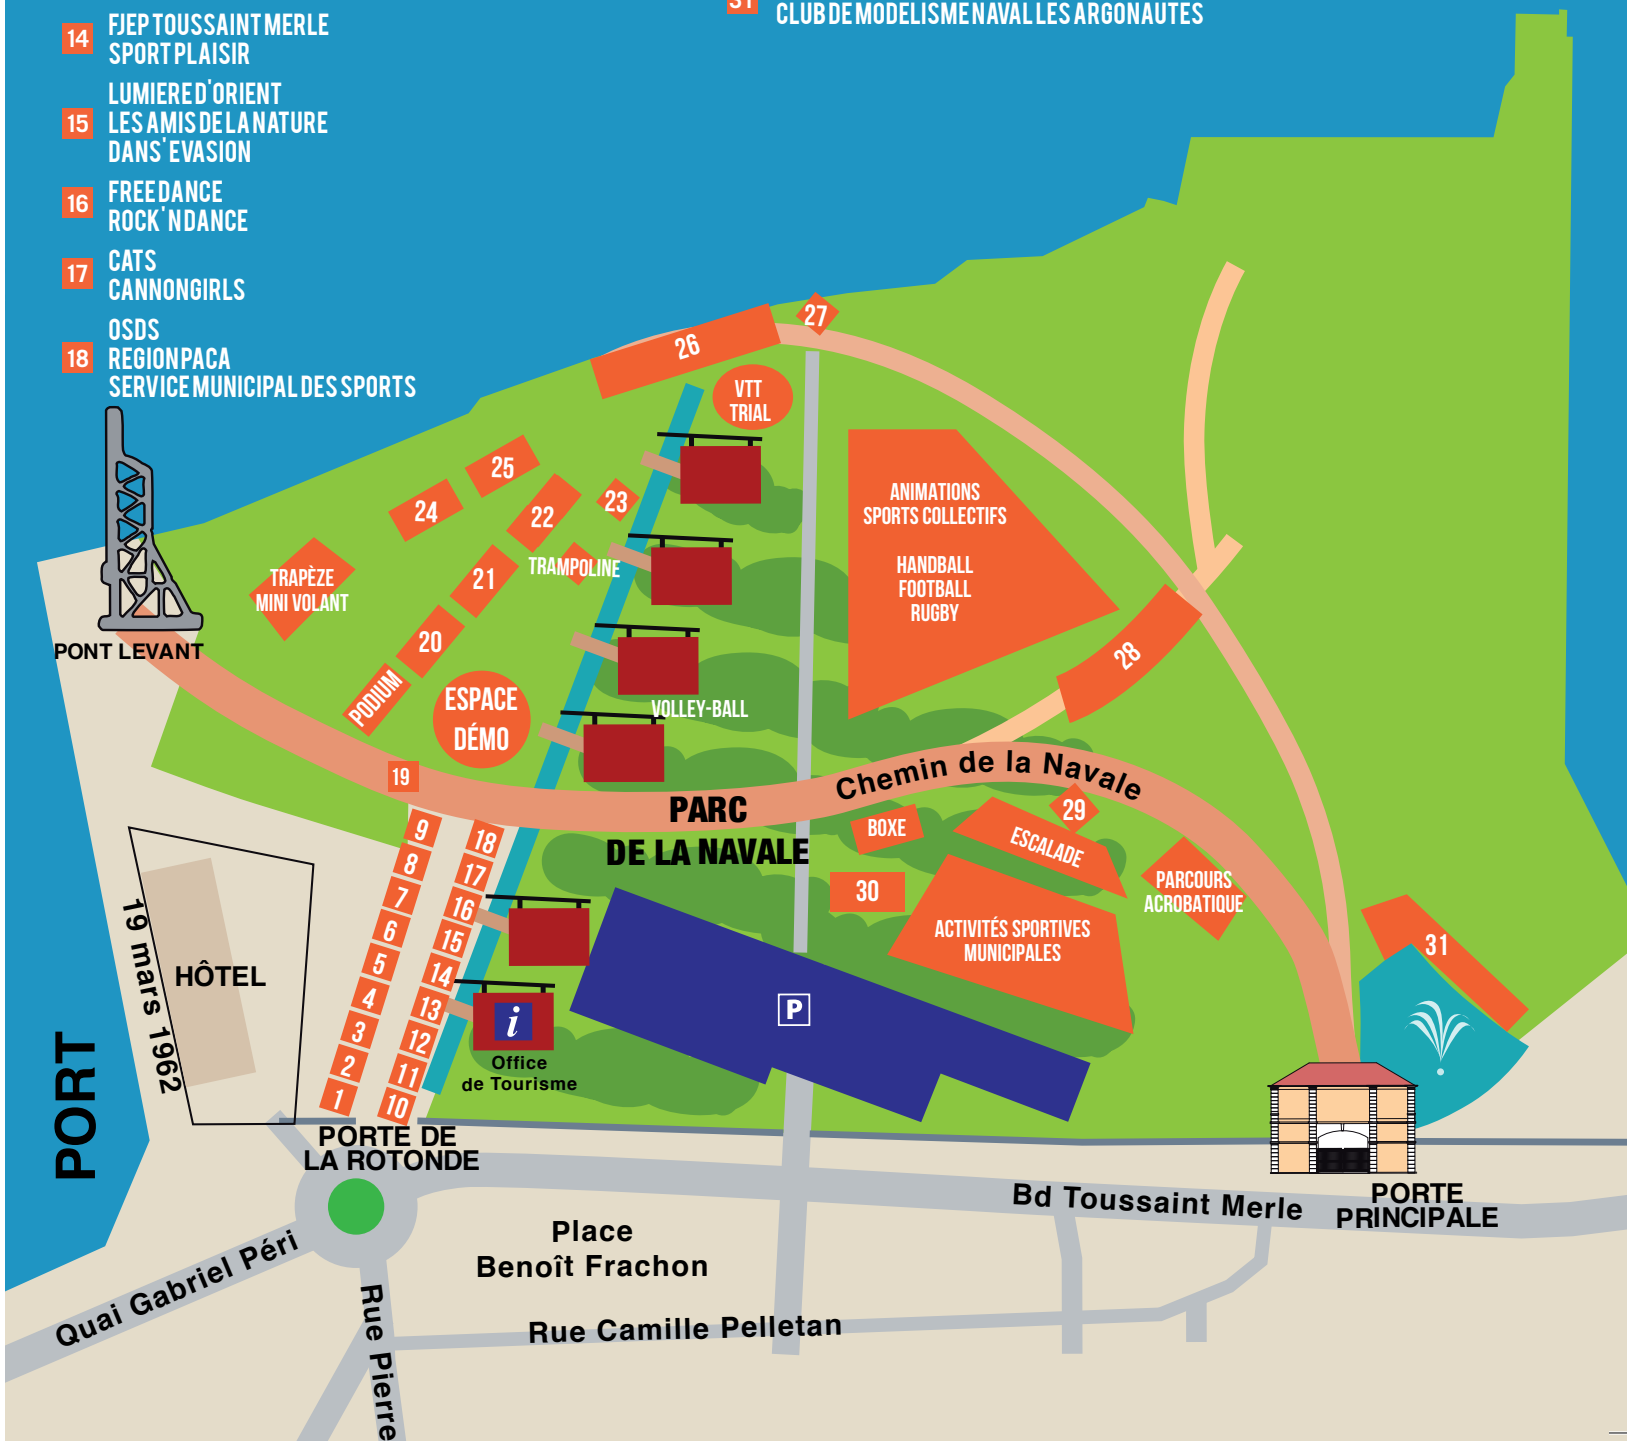 14
FJEP TOUSSAINT MERLE
SPORT PLAISIR
15
LUMIERE D'ORIENT
LES AMIS DE LA NATURE
DANS'EVASION
16
FREE DANCE
ROCK'N DANCE
17
CATS
CANNONGIRLS
18
OSDS
REGION PACA
SERVICE MUNICIPAL DES SPORTS
31
CLUB DE MODELISME NAVAL LES ARGONAUTES
27
26
VTT
TRIAL
25
24
23
22
TRAMPOLINE
21
20
TRAPÈZE
MINI VOLANT
PONT LEVANT
PODIUM
ESPACE
DÉMO
VOLLEY-BALL
ANIMATIONS
SPORTS COLLECTIFS
HANDBALL
FOOTBALL
RUGBY
28
19
Chemin de la Navale
PARC
DE LA NAVALE
BOXE
29
ESCALADE
30
PARCOURS
ACROBATIQUE
ACTIVITÉS SPORTIVES
MUNICIPALES
31
9
8
7
6
5
4
3
2
1
18
17
16
15
14
13
12
11
10
19 mars 1962
HÔTEL
PORT
i
Office
de Tourisme
P
PORTE DE
LA ROTONDE
Bd Toussaint Merle
PORTE
PRINCIPALE
Place
Benoît Frachon
Quai Gabriel Péri
Rue Pierre
Rue Camille Pelletan